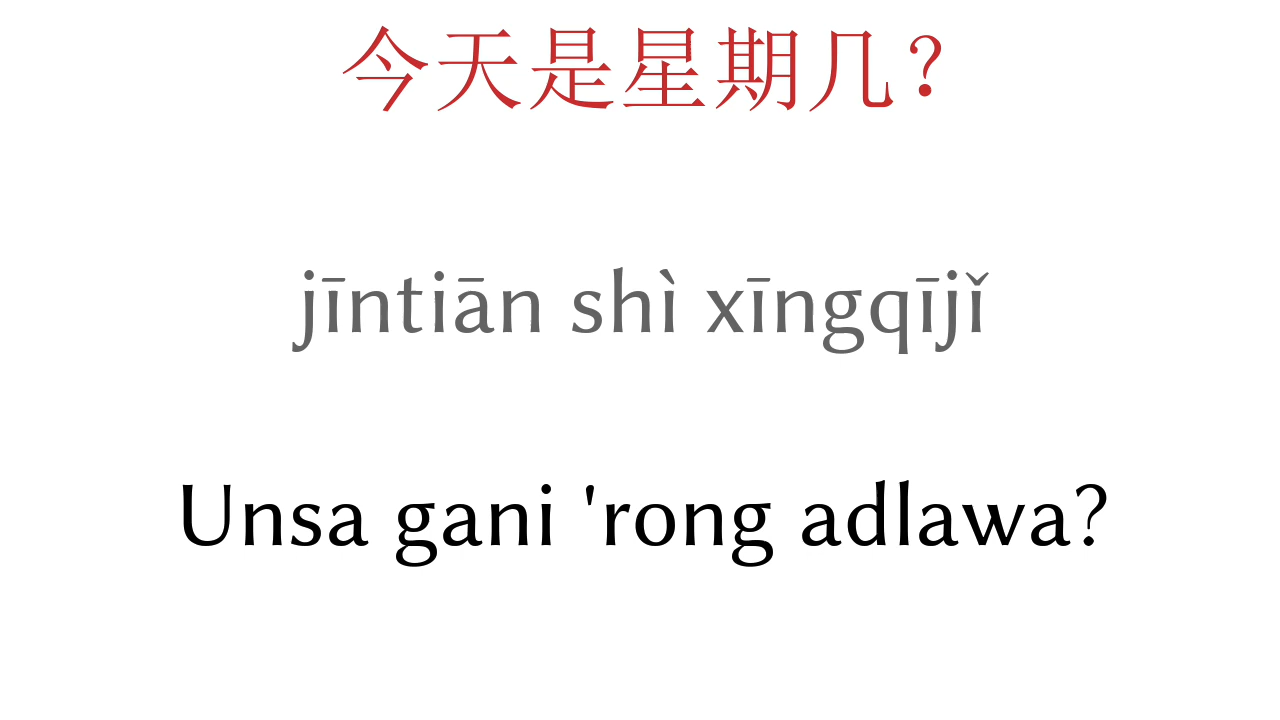 今天是星期几？
jīntiān shì xīngqījǐ
Unsa gani 'rong adlawa?